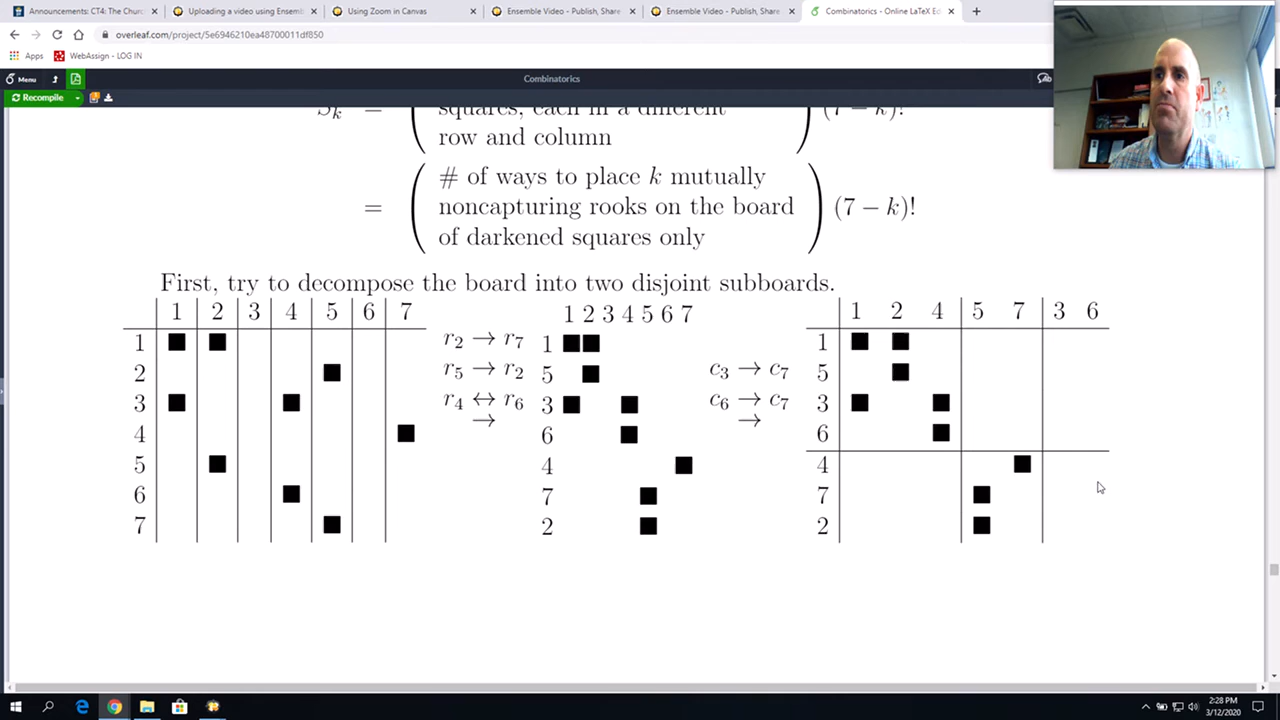 Announcements: CT4: The Churc
Uploading a video using Ensemb
Using Zoom in Canvas
Ensemble Video - Publish, Share
Ensemble Video - Publish, Share
Combinatorics - Online LaTeX Ed
overleaf.com/project/5e6946210ea48700011df850
Apps WebAssign - LOG IN
Menu Combinatorics
Recompile
S_k = ( squares, each in a different ) (7 − k)!
row and column
= ( # of ways to place k mutually
noncapturing rooks on the board ) (7 − k)!
of darkened squares only
First, try to decompose the board into two disjoint subboards.
1 2 3 4 5 6 7
1
2
3
4
5
6
7
r₂ → r₇
r₅ → r₂
r₄ ↔ r₆
→
1 2 3 4 5 6 7
1
5
3
6
4
7
2
c₃ → c₇
c₆ → c₇
→
1 2 4 5 7 3 6
1
5
3
6
4
7
2
2:28 PM
3/12/2020